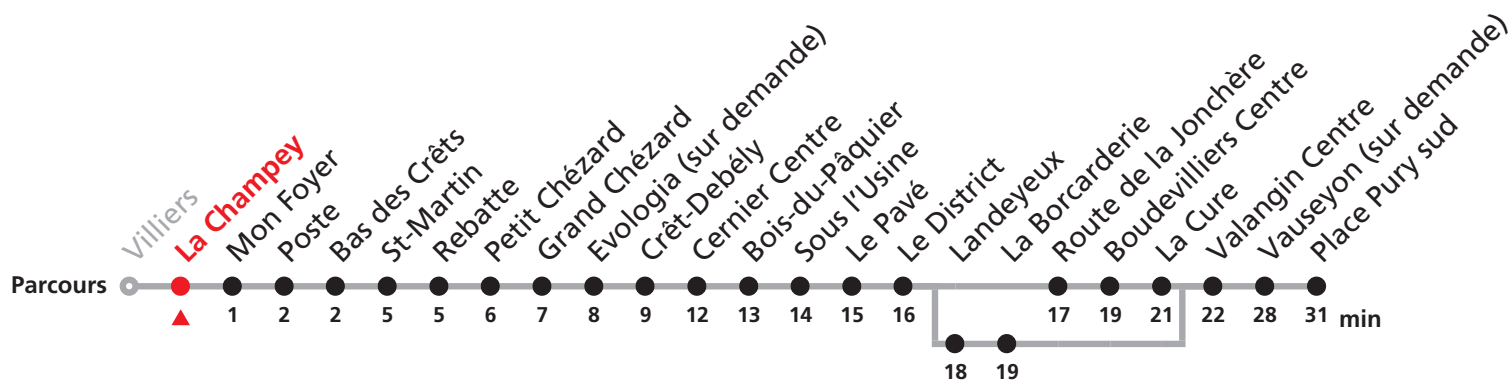 Villiers
La Champey
Mon Foyer
Poste
Bas des Crêts
St-Martin
Rebatte
Petit Chézard
Grand Chézard
Evologia (sur demande)
Crêt-Debély
Cernier Centre
Bois-du-Pâquier
Sous l'Usine
Le Pavé
Le District
Landeyeux
La Borcarderie
Route de la Jonchère
Boudevilliers Centre
La Cure
Valangin Centre
Vauseyon (sur demande)
Place Pury sud
Parcours
1 2 2 5 5 6 7 8 9 12 13 14 15 16 17 19 21 22 28 31 min
18 19